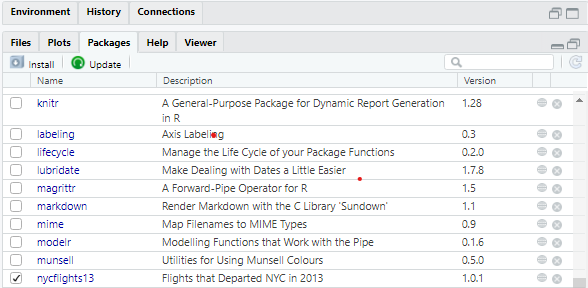 Environment History Connections
Files Plots Packages Help Viewer
Install Update
Name Description Version
knitr A General-Purpose Package for Dynamic Report Generation 1.28
in R
labeling Axis Labeling 0.3
lifecycle Manage the Life Cycle of your Package Functions 0.2.0
lubridate Make Dealing with Dates a Little Easier 1.7.8
magrittr A Forward-Pipe Operator for R 1.5
markdown Render Markdown with the C Library 'Sundown' 1.1
mime Map Filenames to MIME Types 0.9
modelr Modelling Functions that Work with the Pipe 0.1.6
munsell Utilities for Using Munsell Colours 0.5.0
nycflights13 Flights that Departed NYC in 2013 1.0.1